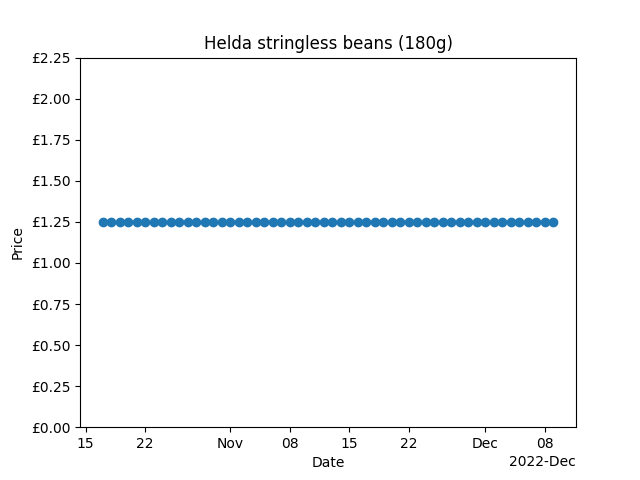 Helda stringless beans (180g)
£2.25
£2.00
£1.75
£1.50
£1.25
£1.00
£0.75
£0.50
£0.25
£0.00
Price
15 22 Nov 08 15 22 Dec 08
Date
2022-Dec